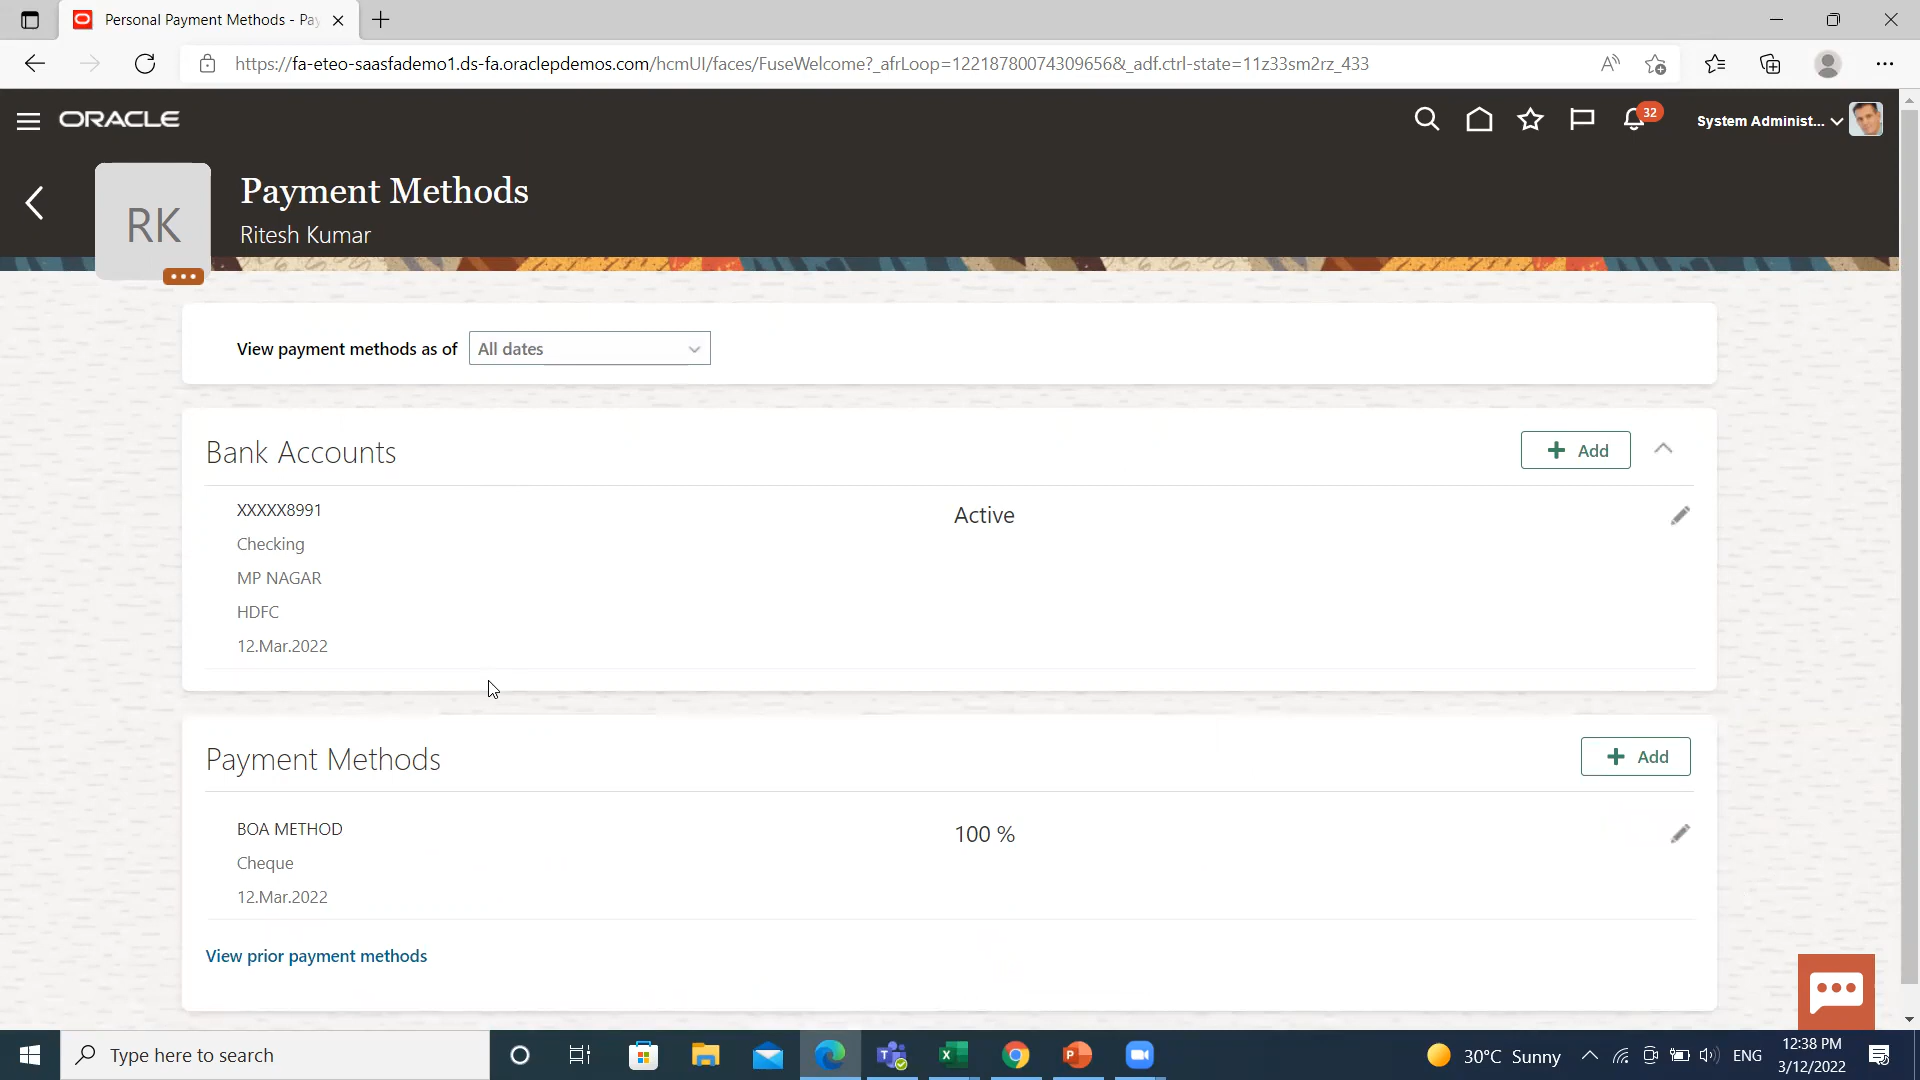 Personal Payment Methods - Pay
https://fa-eteo-saasfademo1.ds-fa.oraclepdemos.com/hcmUI/faces/FuseWelcome?_afrLoop=12218780074309656&_adf.ctrl-state=11z33sm2rz_433
ORACLE
32
System Administ...
RK
Payment Methods
Ritesh Kumar
View payment methods as of All dates
Bank Accounts
Add
XXXXX8991
Active
Checking
MP NAGAR
HDFC
12.Mar.2022
Payment Methods
Add
BOA METHOD
100 %
Cheque
12.Mar.2022
View prior payment methods
Type here to search
30°C Sunny
ENG
12:38 PM
3/12/2022